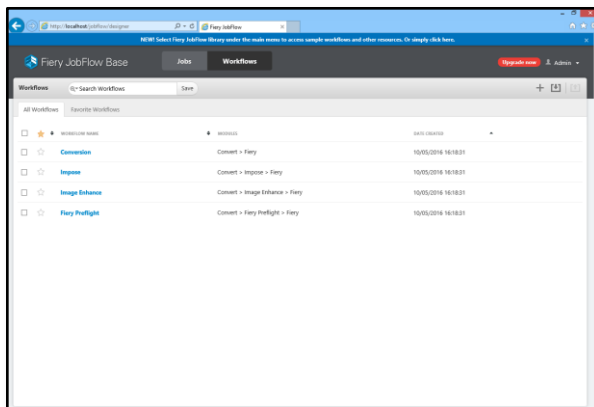 http://localhost/jobflow/designer
Fiery JobFlow
NEW! Select Fiery JobFlow library under the main menu to access sample workflows and other resources. Or simply click here.
Fiery JobFlow Base
Jobs
Workflows
Upgrade now
Admin
Workflows
Search Workflows
Save
All Workflows
Favorite Workflows
WORKFLOW NAME
MODULES
DATE CREATED
Conversion
Convert > Fiery
10/05/2016 16:18:31
Impose
Convert > Impose > Fiery
10/05/2016 16:18:31
Image Enhance
Convert > Image Enhance > Fiery
10/05/2016 16:18:31
Fiery Preflight
Convert > Fiery Preflight > Fiery
10/05/2016 16:18:31